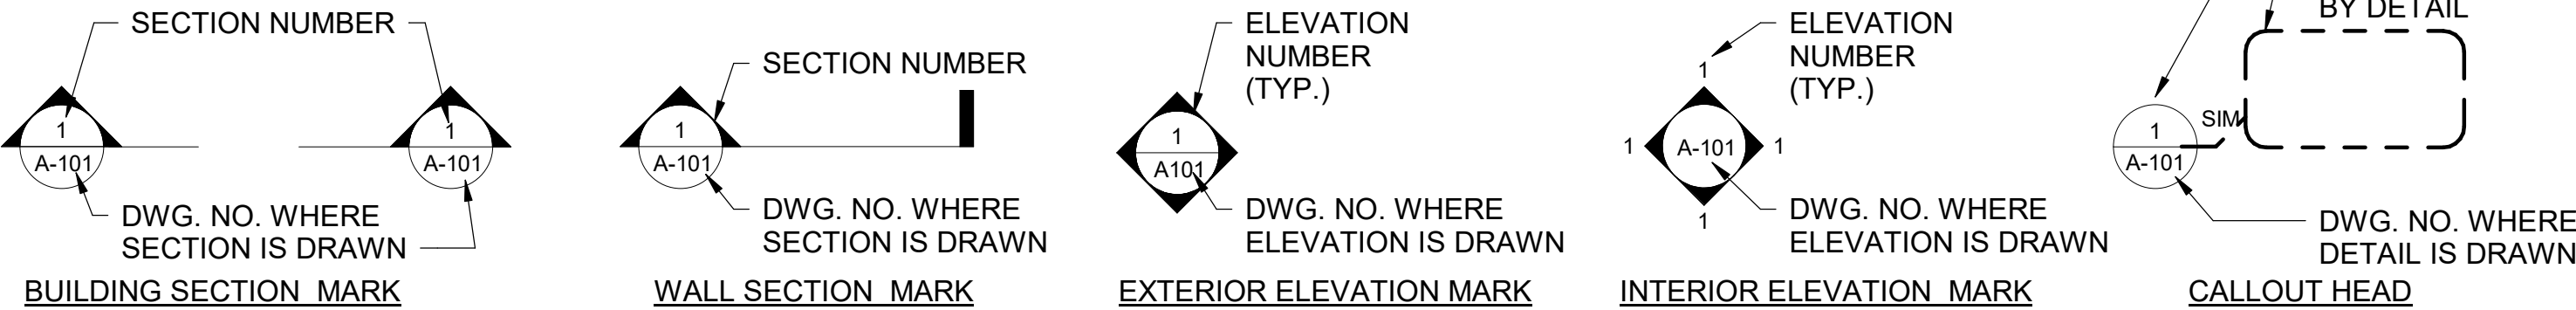 SECTION NUMBER
1
A-101
1
A-101
DWG. NO. WHERE
SECTION IS DRAWN
BUILDING SECTION MARK
SECTION NUMBER
1
A-101
DWG. NO. WHERE
SECTION IS DRAWN
WALL SECTION MARK
ELEVATION
NUMBER
(TYP.)
1
A101
DWG. NO. WHERE
ELEVATION IS DRAWN
EXTERIOR ELEVATION MARK
ELEVATION
NUMBER
(TYP.)
1
1
A-101
1
1
DWG. NO. WHERE
ELEVATION IS DRAWN
INTERIOR ELEVATION MARK
BY DETAIL
SIM
1
A-101
DWG. NO. WHERE
DETAIL IS DRAWN
CALLOUT HEAD